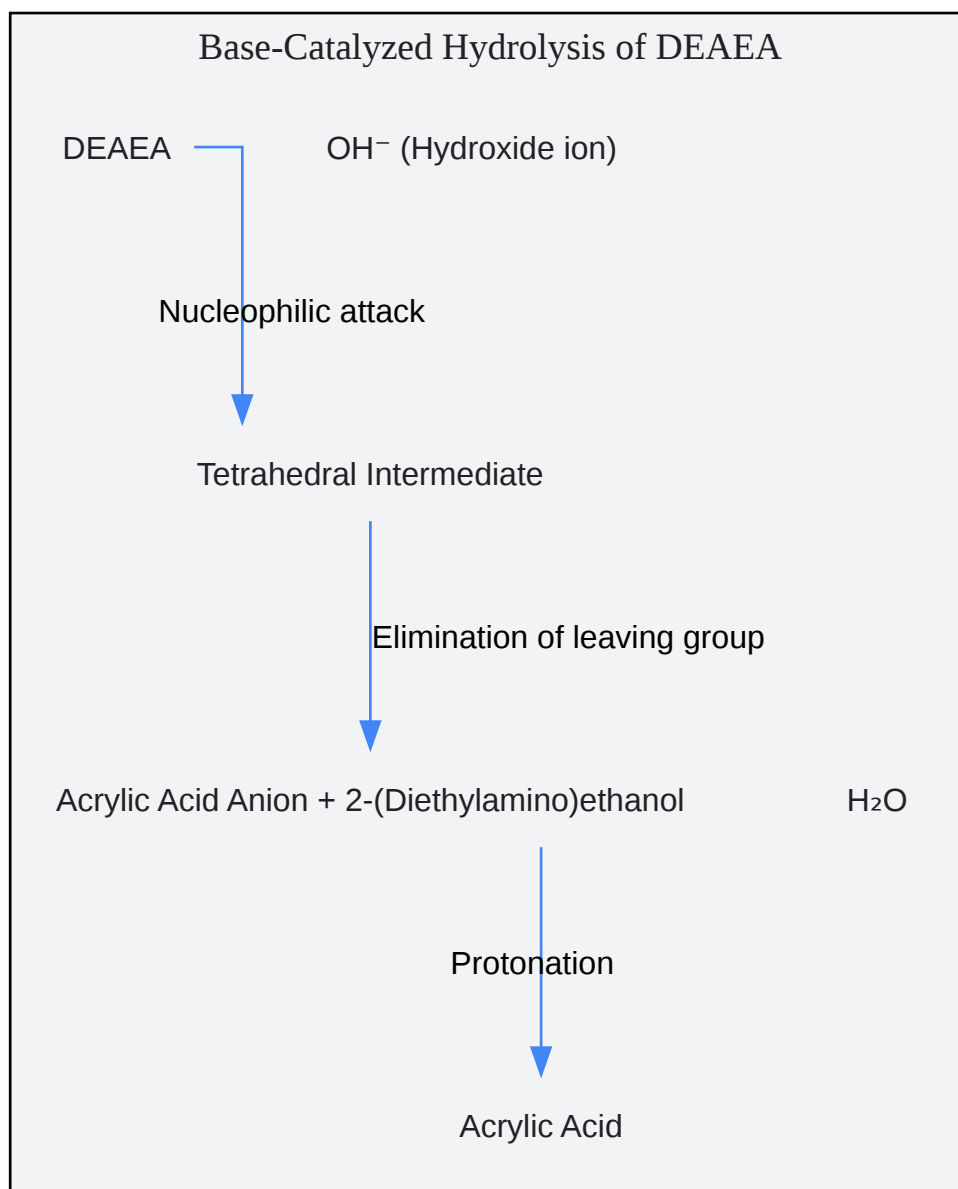 Base-Catalyzed Hydrolysis of DEAEA
DEAEA
OH⁻ (Hydroxide ion)
Nucleophilic attack
Tetrahedral Intermediate
Elimination of leaving group
Acrylic Acid Anion + 2-(Diethylamino)ethanol
H₂O
Protonation
Acrylic Acid